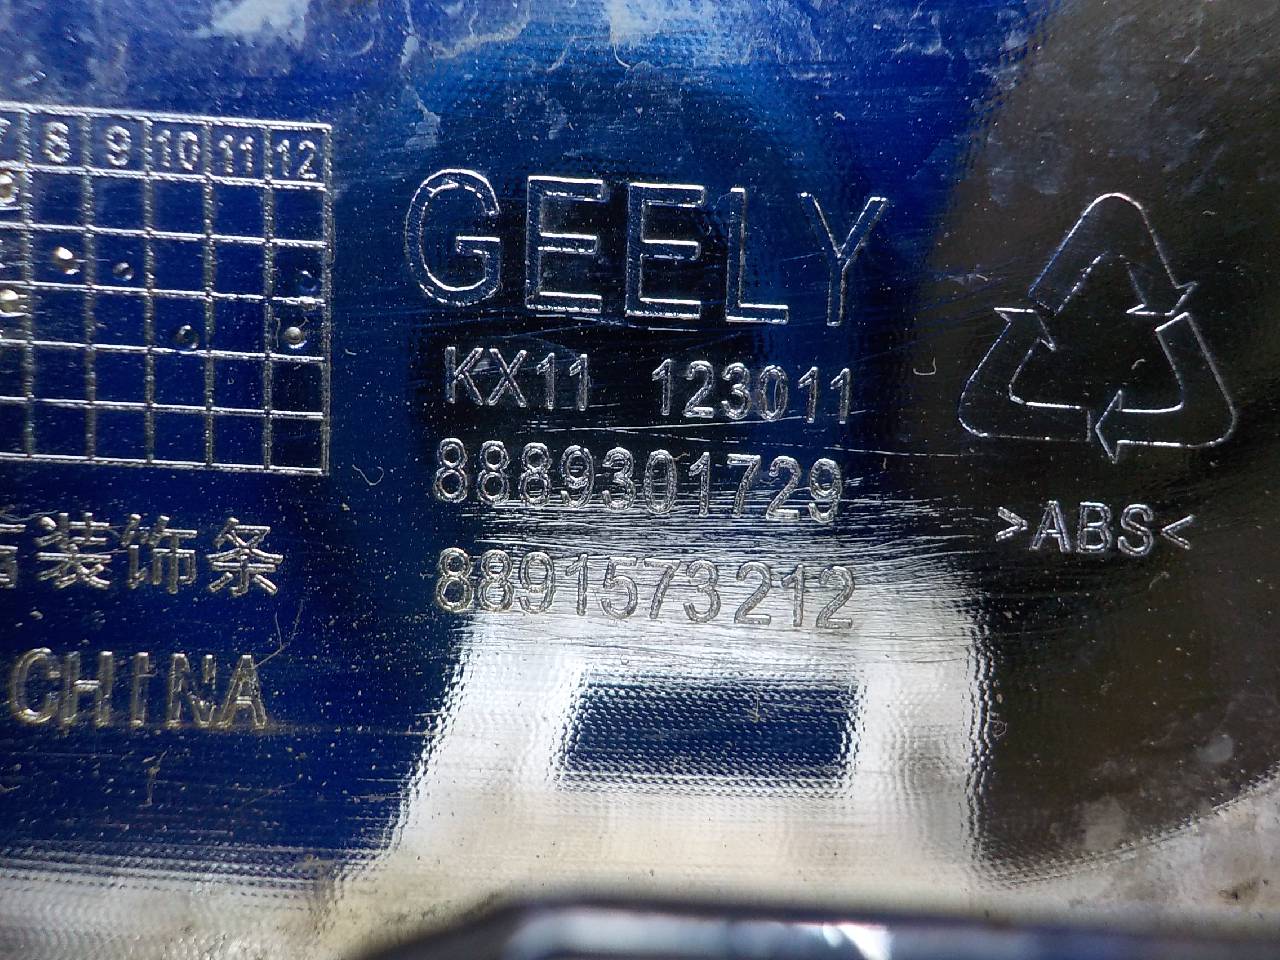 8 9 10 11 12
GEELY
KX11 123011
8889301729
8891573212
>ABS<
装饰条
CHINA